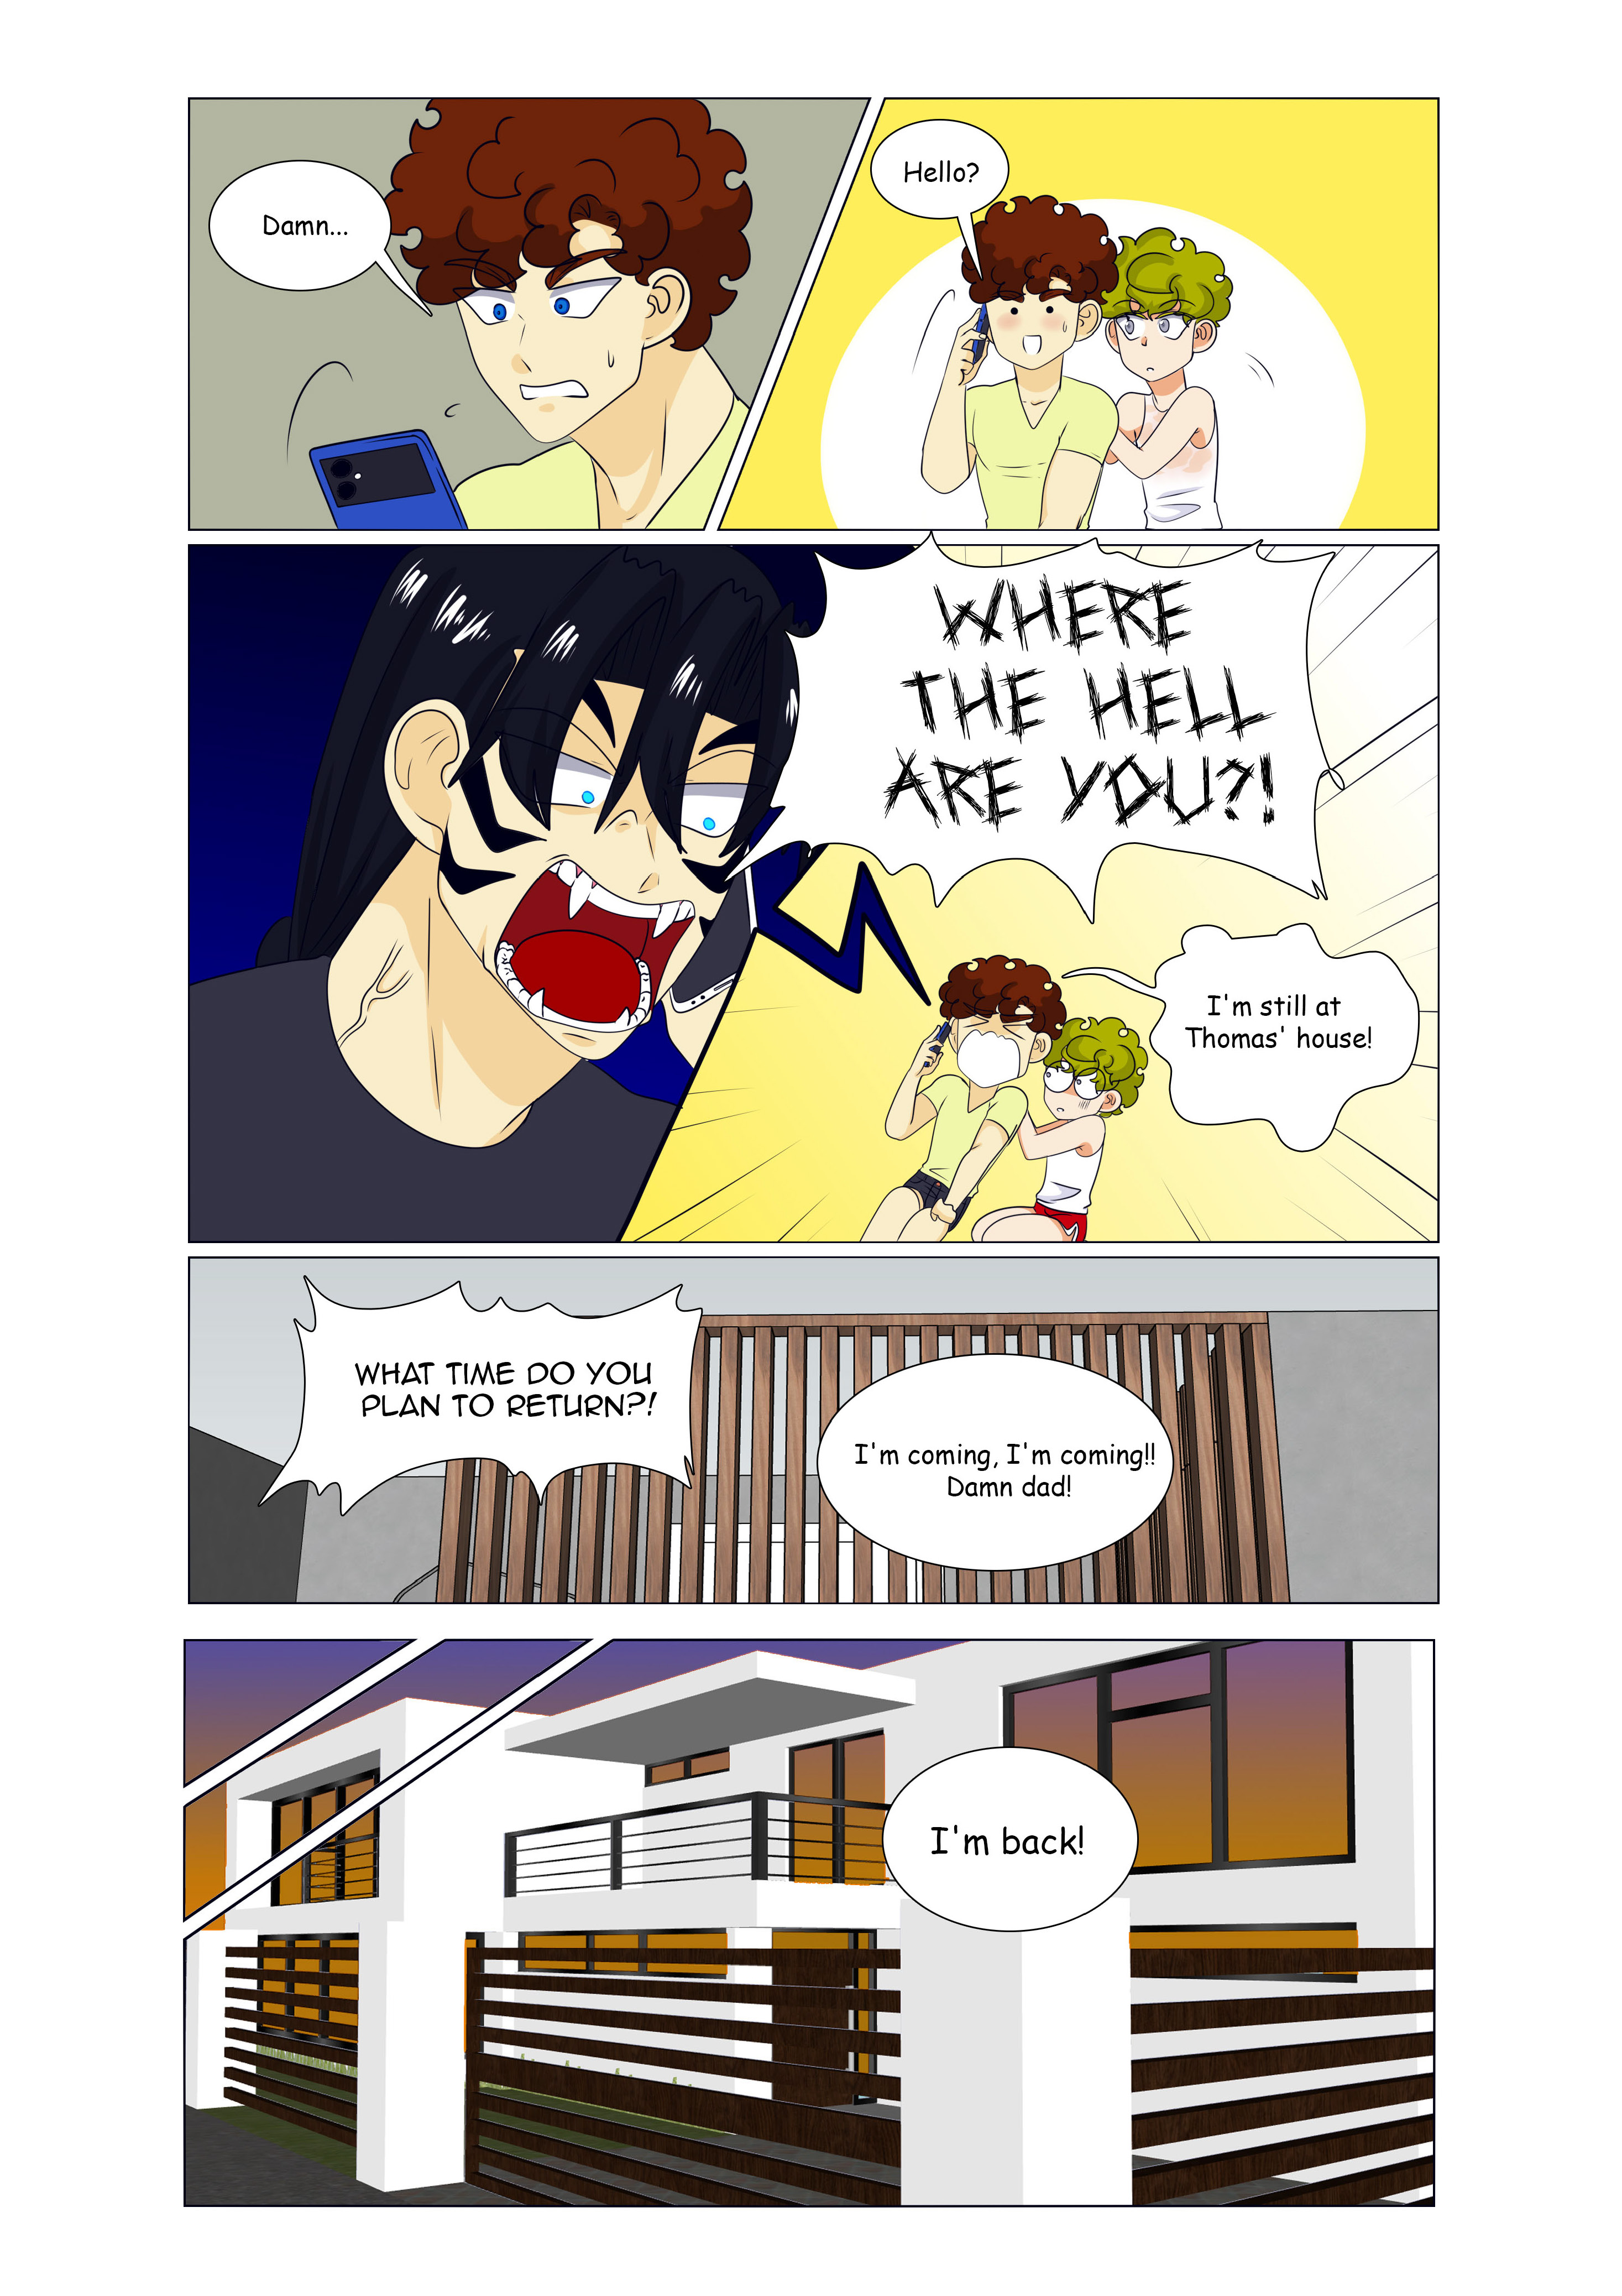 Damn...
Hello?
WHERE
THE HELL
ARE YOU?!
I'm still at
Thomas' house!
WHAT TIME DO YOU
PLAN TO RETURN?!
I'm coming, I'm coming!!
Damn dad!
I'm back!